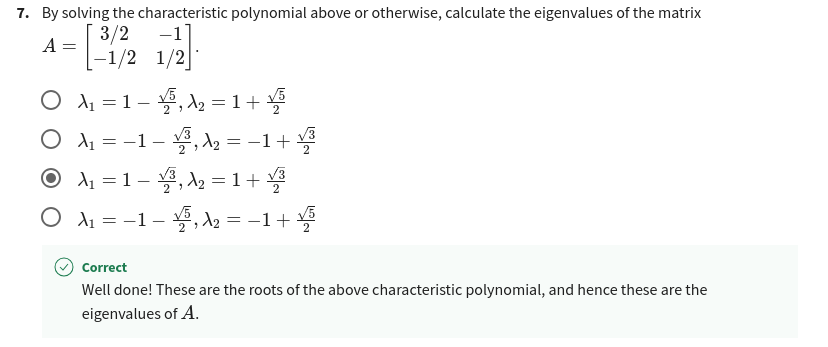 7. By solving the characteristic polynomial above or otherwise, calculate the eigenvalues of the matrix
A = [3/2 −1
−1/2 1/2].
λ₁ = 1 − √5/2, λ₂ = 1 + √5/2
λ₁ = −1 − √3/2, λ₂ = −1 + √3/2
λ₁ = 1 − √3/2, λ₂ = 1 + √3/2
λ₁ = −1 − √5/2, λ₂ = −1 + √5/2
Correct
Well done! These are the roots of the above characteristic polynomial, and hence these are the
eigenvalues of A.